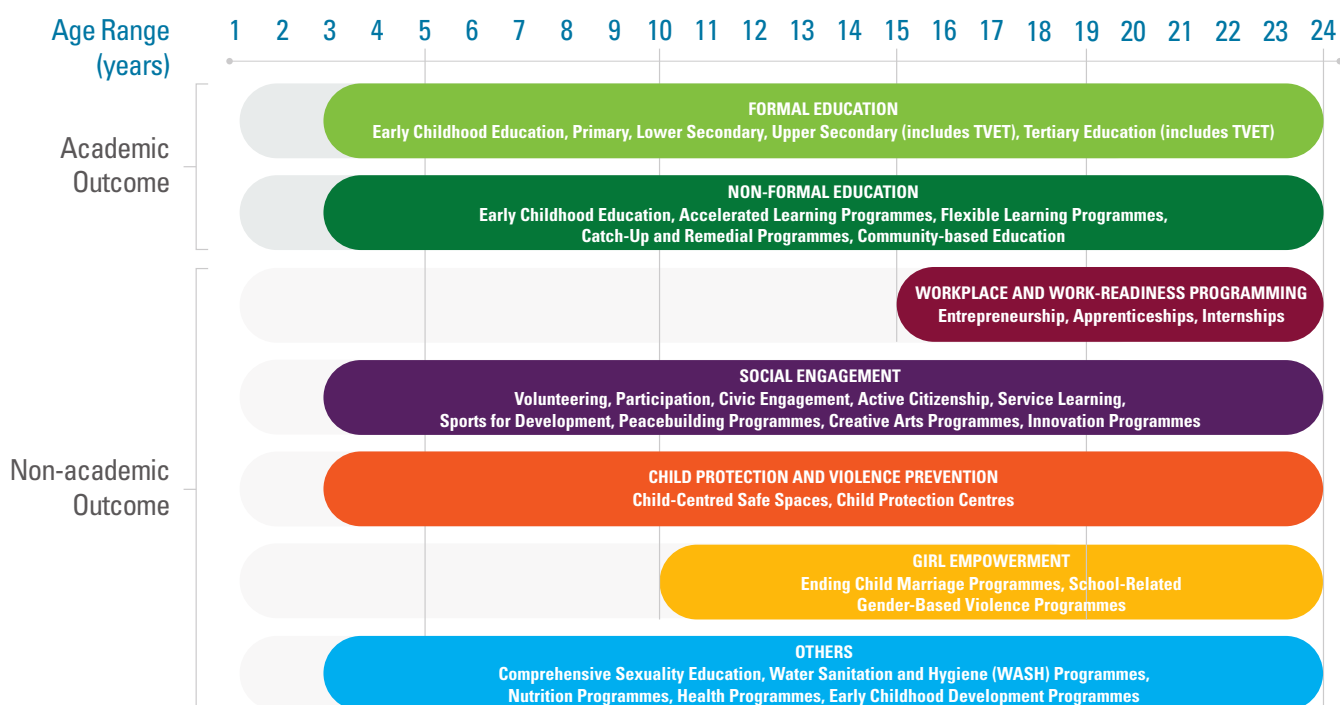 Age Range
(years)
1 2 3 4 5 6 7 8 9 10 11 12 13 14 15 16 17 18 19 20 21 22 23 24
Academic
Outcome
FORMAL EDUCATION
Early Childhood Education, Primary, Lower Secondary, Upper Secondary (includes TVET), Tertiary Education (includes TVET)
NON-FORMAL EDUCATION
Early Childhood Education, Accelerated Learning Programmes, Flexible Learning Programmes,
Catch-Up and Remedial Programmes, Community-based Education
Non-academic
Outcome
WORKPLACE AND WORK-READINESS PROGRAMMING
Entrepreneurship, Apprenticeships, Internships
SOCIAL ENGAGEMENT
Volunteering, Participation, Civic Engagement, Active Citizenship, Service Learning,
Sports for Development, Peacebuilding Programmes, Creative Arts Programmes, Innovation Programmes
CHILD PROTECTION AND VIOLENCE PREVENTION
Child-Centred Safe Spaces, Child Protection Centres
GIRL EMPOWERMENT
Ending Child Marriage Programmes, School-Related
Gender-Based Violence Programmes
OTHERS
Comprehensive Sexuality Education, Water Sanitation and Hygiene (WASH) Programmes,
Nutrition Programmes, Health Programmes, Early Childhood Development Programmes